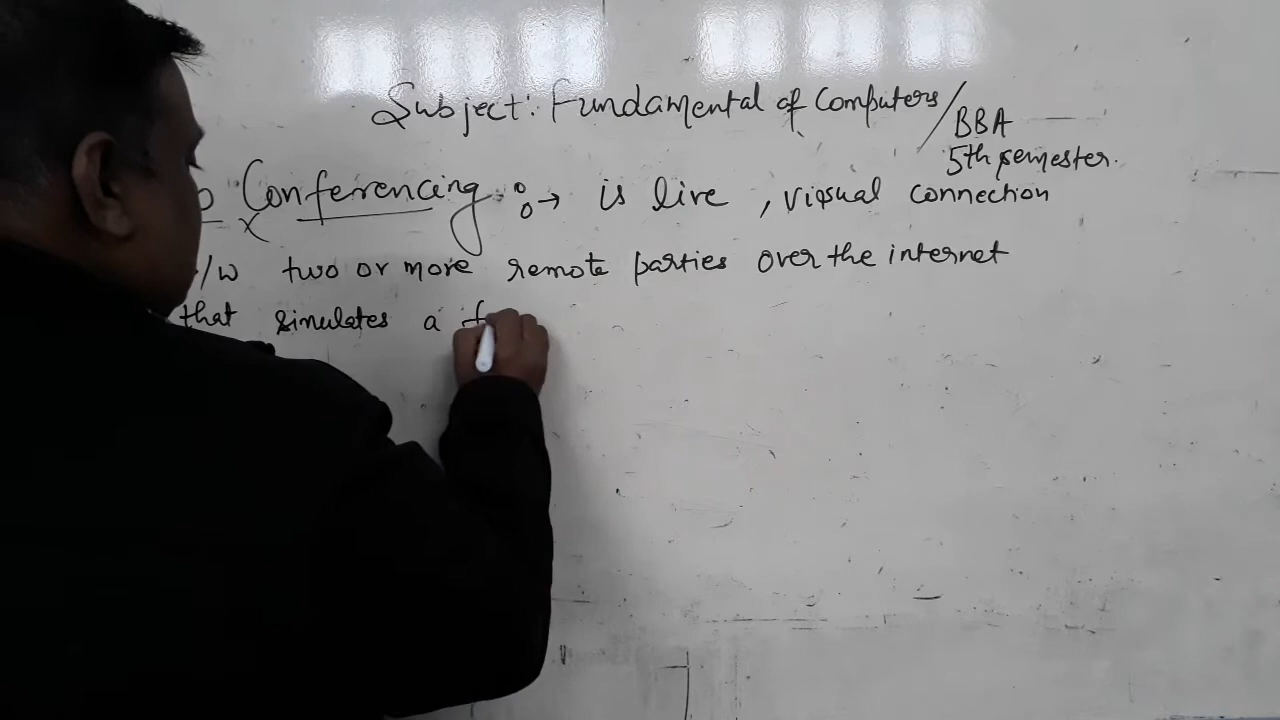 Subject: Fundamental of Computers/
BBA
5th semester.
o Conferencing :→ is live, viqsual connection
/w two or more remote parties over the internet
that simulates a f